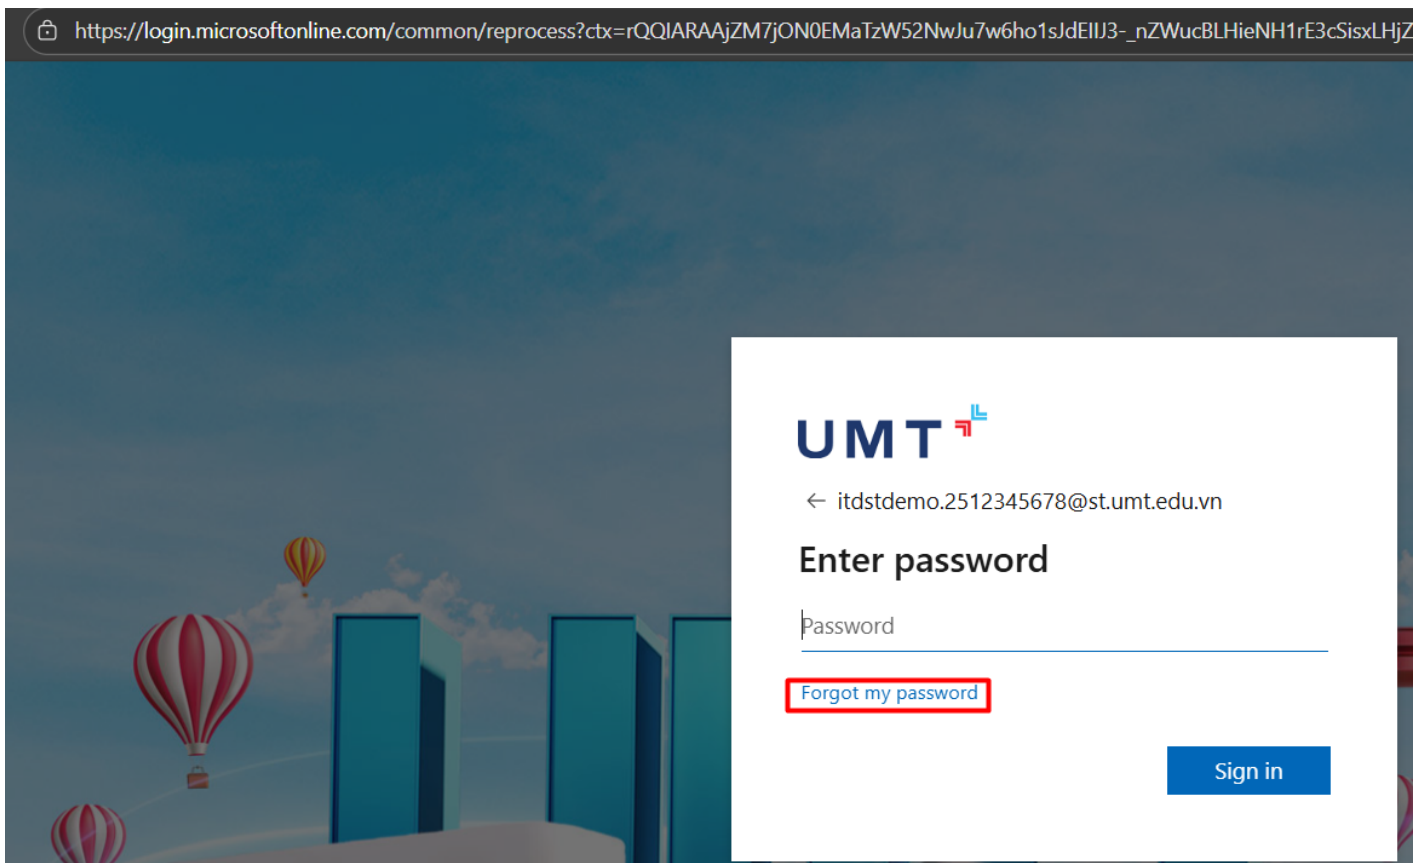 https://login.microsoftonline.com/common/reprocess?ctx=rQQIARAAjZM7jON0EMaTzW52NwJu7w6ho1sJdEIIJ3-_nZWucBLHieNH1rE3cSisxLHjZ
UMT
← itdstdemo.2512345678@st.umt.edu.vn
Enter password
Password
Forgot my password
Sign in